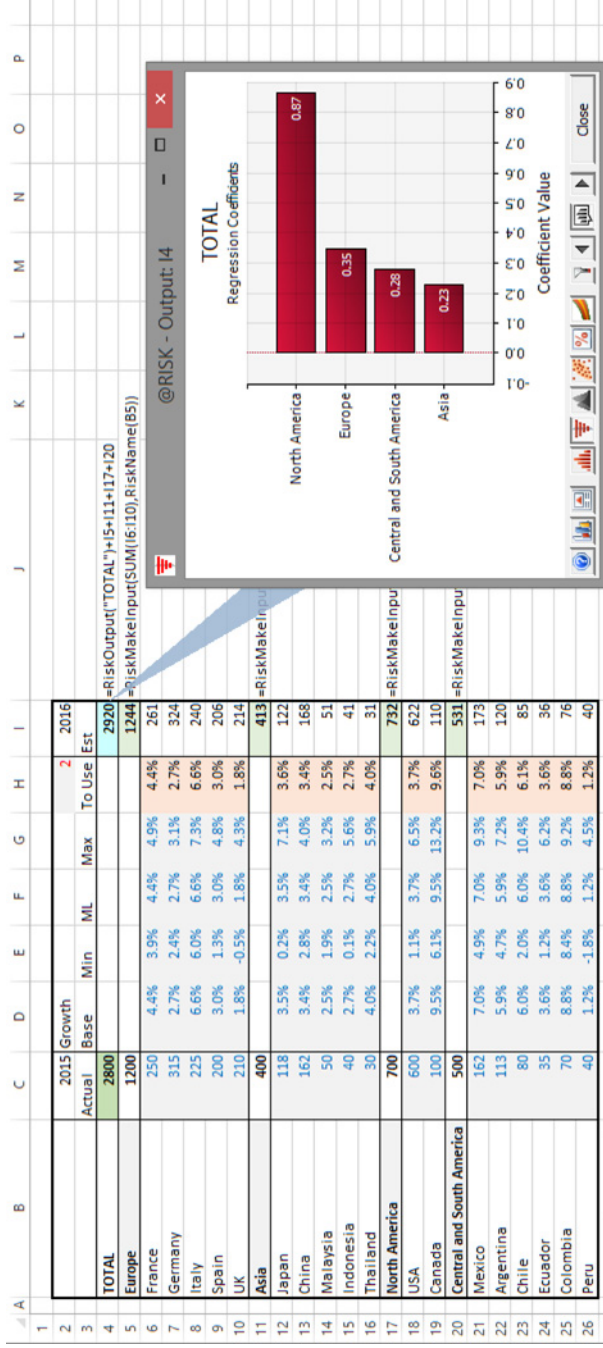 A B C D E F G H I J K L M N O P
1
2 2015 Growth 2 2016
3 Actual Base Min ML Max To Use Est
4 TOTAL 2800 2920 =RiskOutput("TOTAL")+I5+I11+I17+I20
5 Europe 1200 1244 =RiskMakeInput(SUM(I6:I10),RiskName(B5))
6 France 250 4.4% 3.9% 4.4% 4.9% 4.4% 261
7 Germany 315 2.7% 2.4% 2.7% 3.1% 2.7% 324
8 Italy 225 6.6% 6.0% 6.6% 7.3% 6.6% 240
9 Spain 200 3.0% 1.3% 3.0% 4.8% 3.0% 206
10 UK 210 1.8% -0.5% 1.8% 4.3% 1.8% 214
11 Asia 400 413 =RiskMakeInpu
12 Japan 118 3.5% 0.2% 3.5% 7.1% 3.6% 122
13 China 162 3.4% 2.8% 3.4% 4.0% 3.4% 168
14 Malaysia 50 2.5% 1.9% 2.5% 3.2% 2.5% 51
15 Indonesia 40 2.7% 0.1% 2.7% 5.6% 2.7% 41
16 Thailand 30 4.0% 2.2% 4.0% 5.9% 4.0% 31
17 North America 700 732 =RiskMakeInpu
18 USA 600 3.7% 1.1% 3.7% 6.5% 3.7% 622
19 Canada 100 9.5% 6.1% 9.5% 13.2% 9.6% 110
20 Central and South America 500 531 =RiskMakeInpu
21 Mexico 162 7.0% 4.9% 7.0% 9.3% 7.0% 173
22 Argentina 113 5.9% 4.7% 5.9% 7.2% 5.9% 120
23 Chile 80 6.0% 2.0% 6.0% 10.4% 6.1% 85
24 Ecuador 35 3.6% 1.2% 3.6% 6.2% 3.6% 36
25 Colombia 70 8.8% 8.4% 8.8% 9.2% 8.8% 76
26 Peru 40 1.2% -1.8% 1.2% 4.5% 1.2% 40
@RISK - Output: I4
TOTAL
Regression Coefficients
North America 0.87
Europe 0.35
Central and South America 0.28
Asia 0.23
-0.1 0.0 0.1 0.2 0.3 0.4 0.5 0.6 0.7 0.8 0.9
Coefficient Value
Close